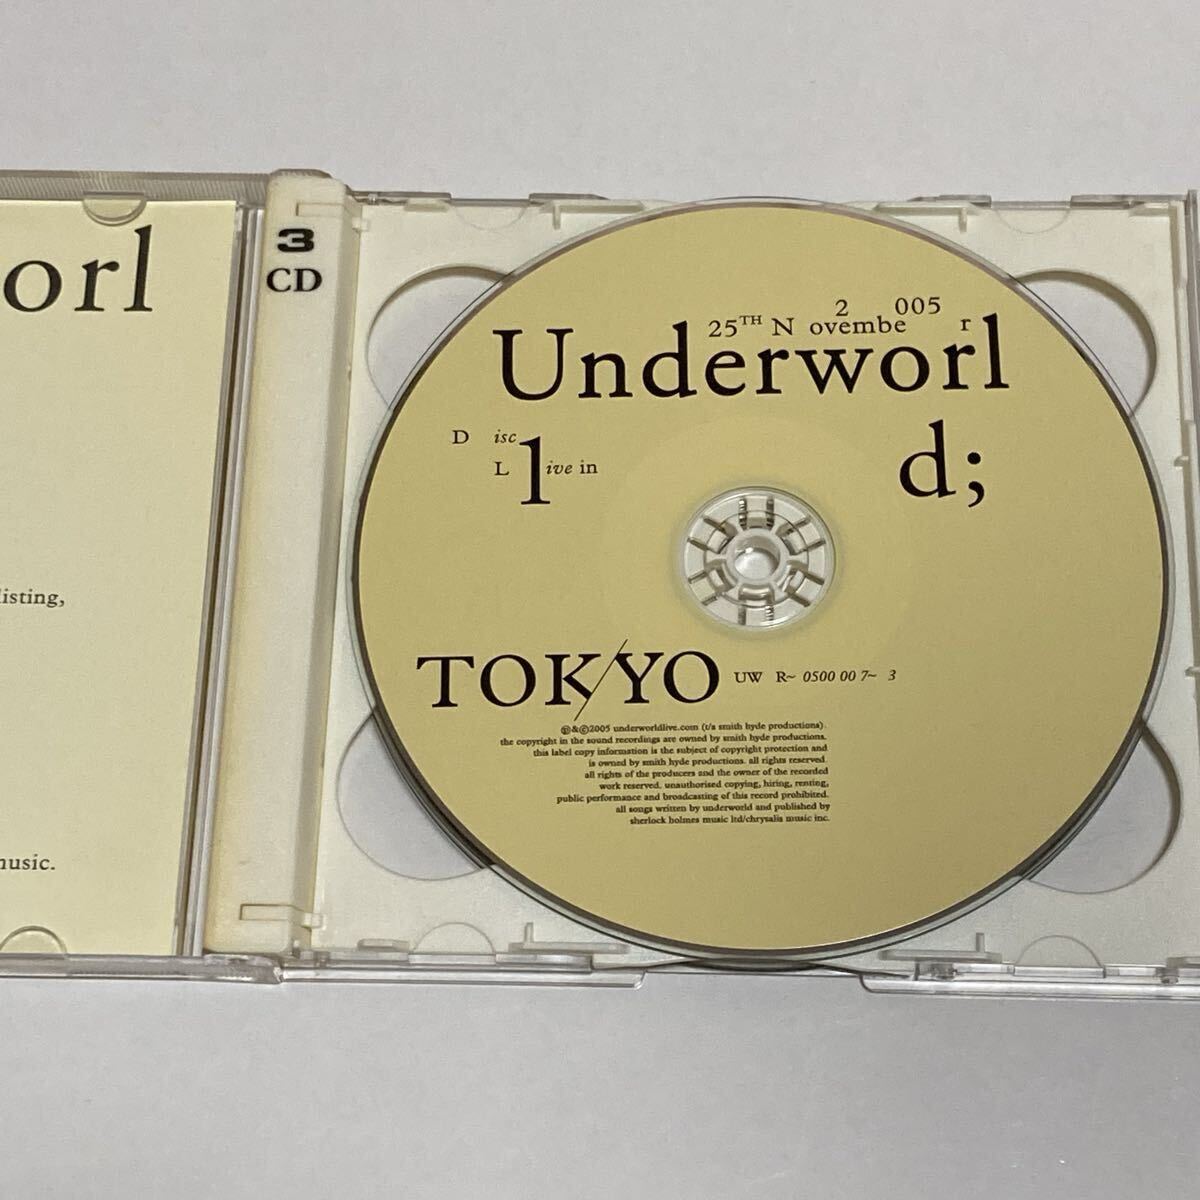 orl
listing,
music.
3
CD
2 005
25TH N ovembe r
Underworl
D isc 1
L ive in
d;
TOK/YO
UW R~ 0500 00 7~ 3
℗&©2005 underworldlive.com (t/a smith hyde productions).
the copyright in the sound recordings are owned by smith hyde productions.
this label copy information is the subject of copyright protection and
is owned by smith hyde productions. all rights reserved.
all rights of the producers and the owner of the recorded
work reserved. unauthorised copying, hiring, renting,
public performance and broadcasting of this record prohibited.
all songs written by underworld and published by
sherlock holmes music ltd/chrysalis music inc.